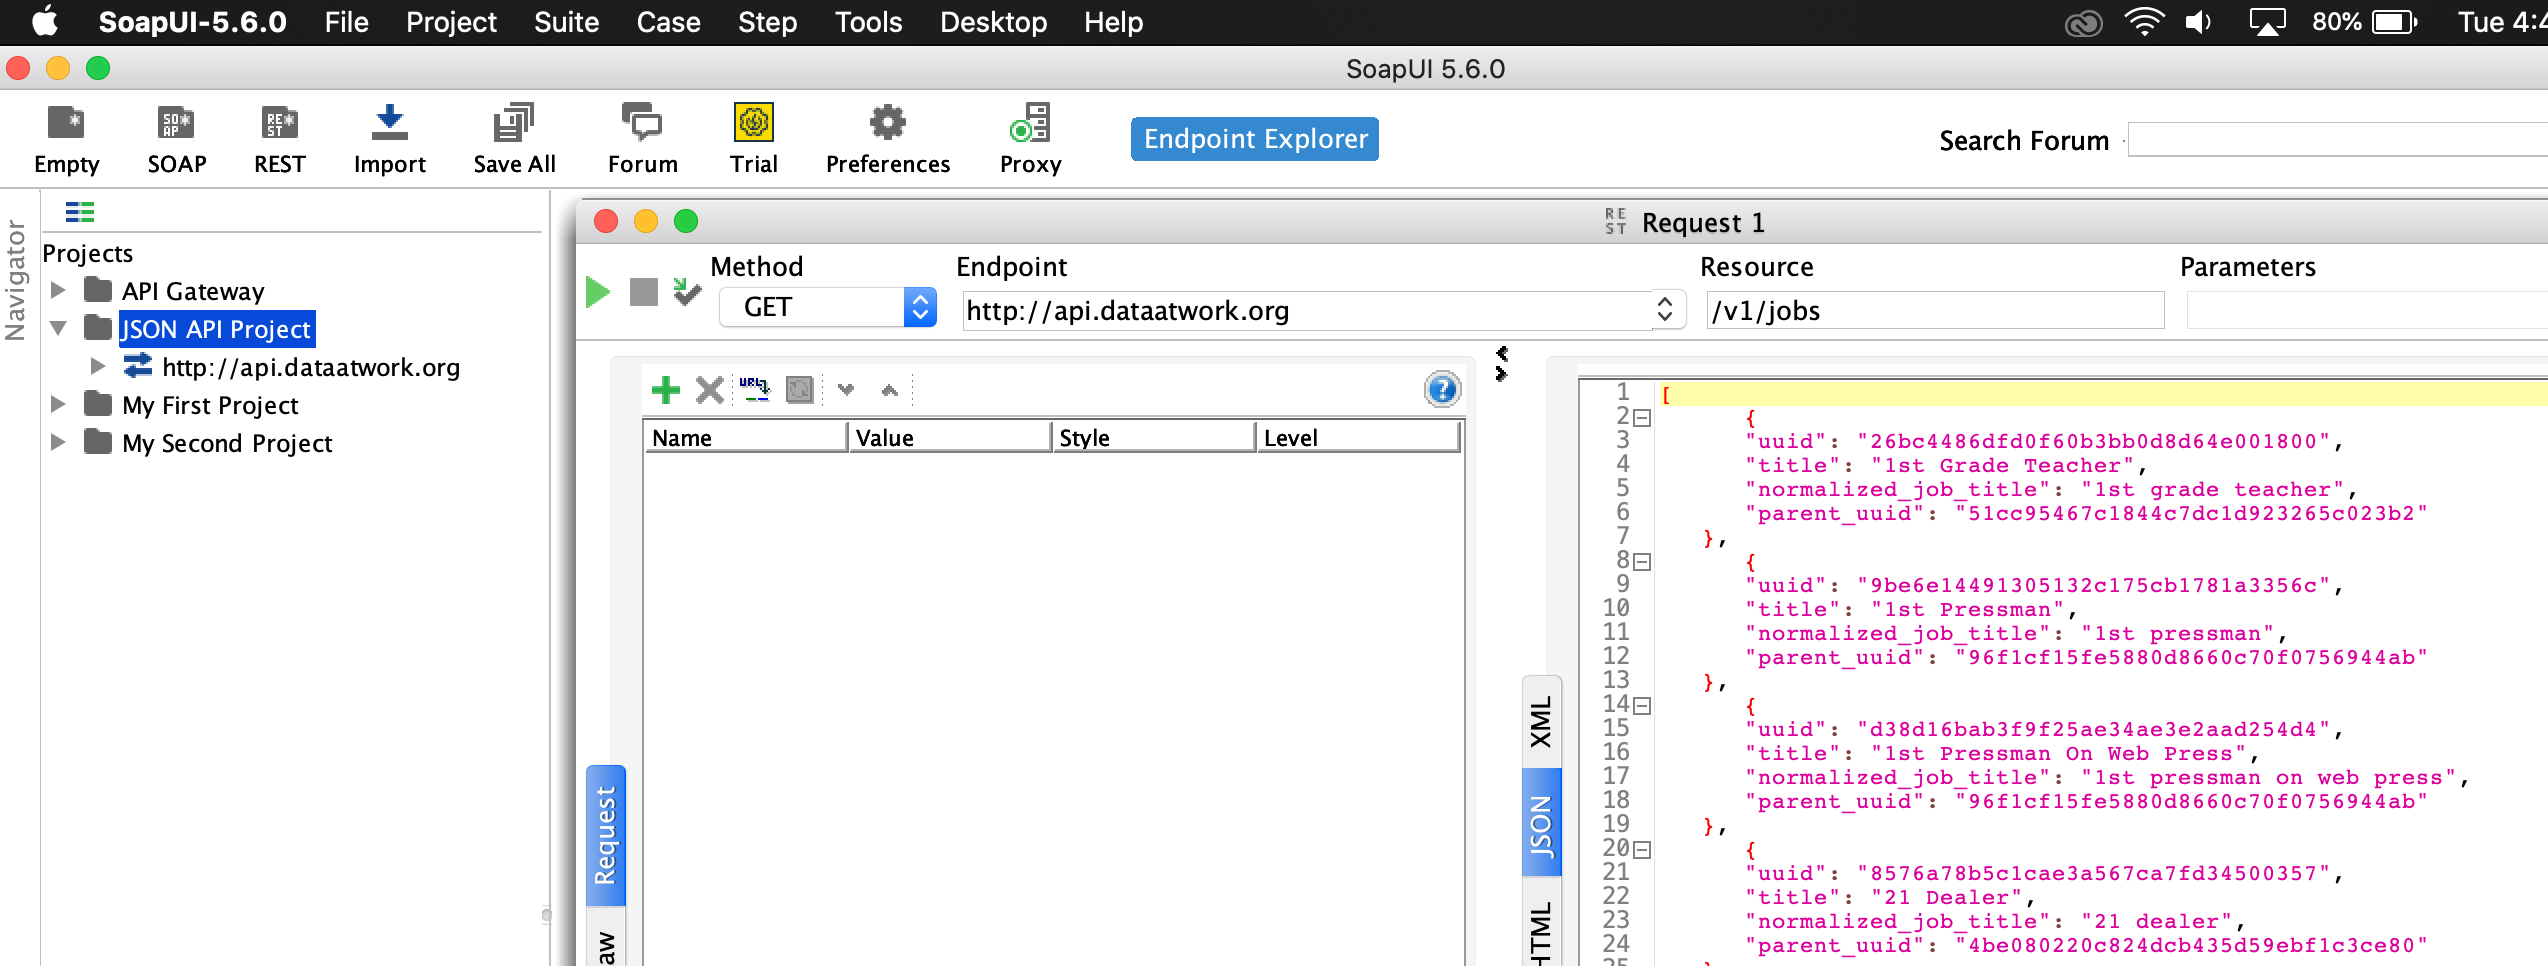 SoapUI-5.6.0 File Project Suite Case Step Tools Desktop Help 80% Tue 4:4
SoapUI 5.6.0
Empty SOAP REST Import Save All Forum Trial Preferences Proxy Endpoint Explorer Search Forum
Navigator
Projects
API Gateway
JSON API Project
http://api.dataatwork.org
My First Project
My Second Project
REST Request 1
Method Endpoint Resource Parameters
GET http://api.dataatwork.org /v1/jobs
Name Value Style Level
Request
XML
JSON
HTML
1 [
2 {
3 "uuid": "26bc4486dfd0f60b3bb0d8d64e001800",
4 "title": "1st Grade Teacher",
5 "normalized_job_title": "1st grade teacher",
6 "parent_uuid": "51cc95467c1844c7dc1d923265c023b2"
7 },
8 {
9 "uuid": "9be6e14491305132c175cb1781a3356c",
10 "title": "1st Pressman",
11 "normalized_job_title": "1st pressman",
12 "parent_uuid": "96f1cf15fe5880d8660c70f0756944ab"
13 },
14 {
15 "uuid": "d38d16bab3f9f25ae34ae3e2aad254d4",
16 "title": "1st Pressman On Web Press",
17 "normalized_job_title": "1st pressman on web press",
18 "parent_uuid": "96f1cf15fe5880d8660c70f0756944ab"
19 },
20 {
21 "uuid": "8576a78b5c1cae3a567ca7fd34500357",
22 "title": "21 Dealer",
23 "normalized_job_title": "21 dealer",
24 "parent_uuid": "4be080220c824dcb435d59ebf1c3ce80"